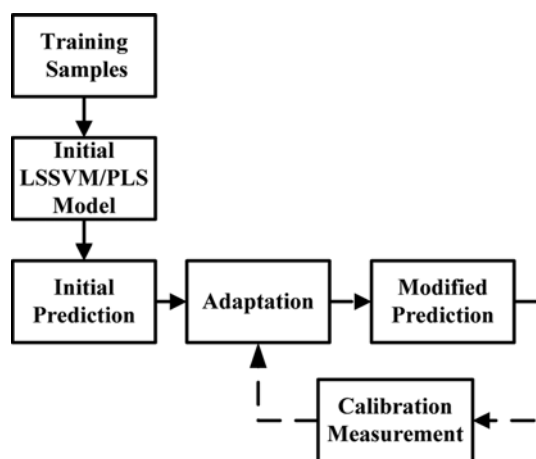 Training
Samples
Initial
LSSVM/PLS
Model
Initial
Prediction
Adaptation
Modified
Prediction
Calibration
Measurement